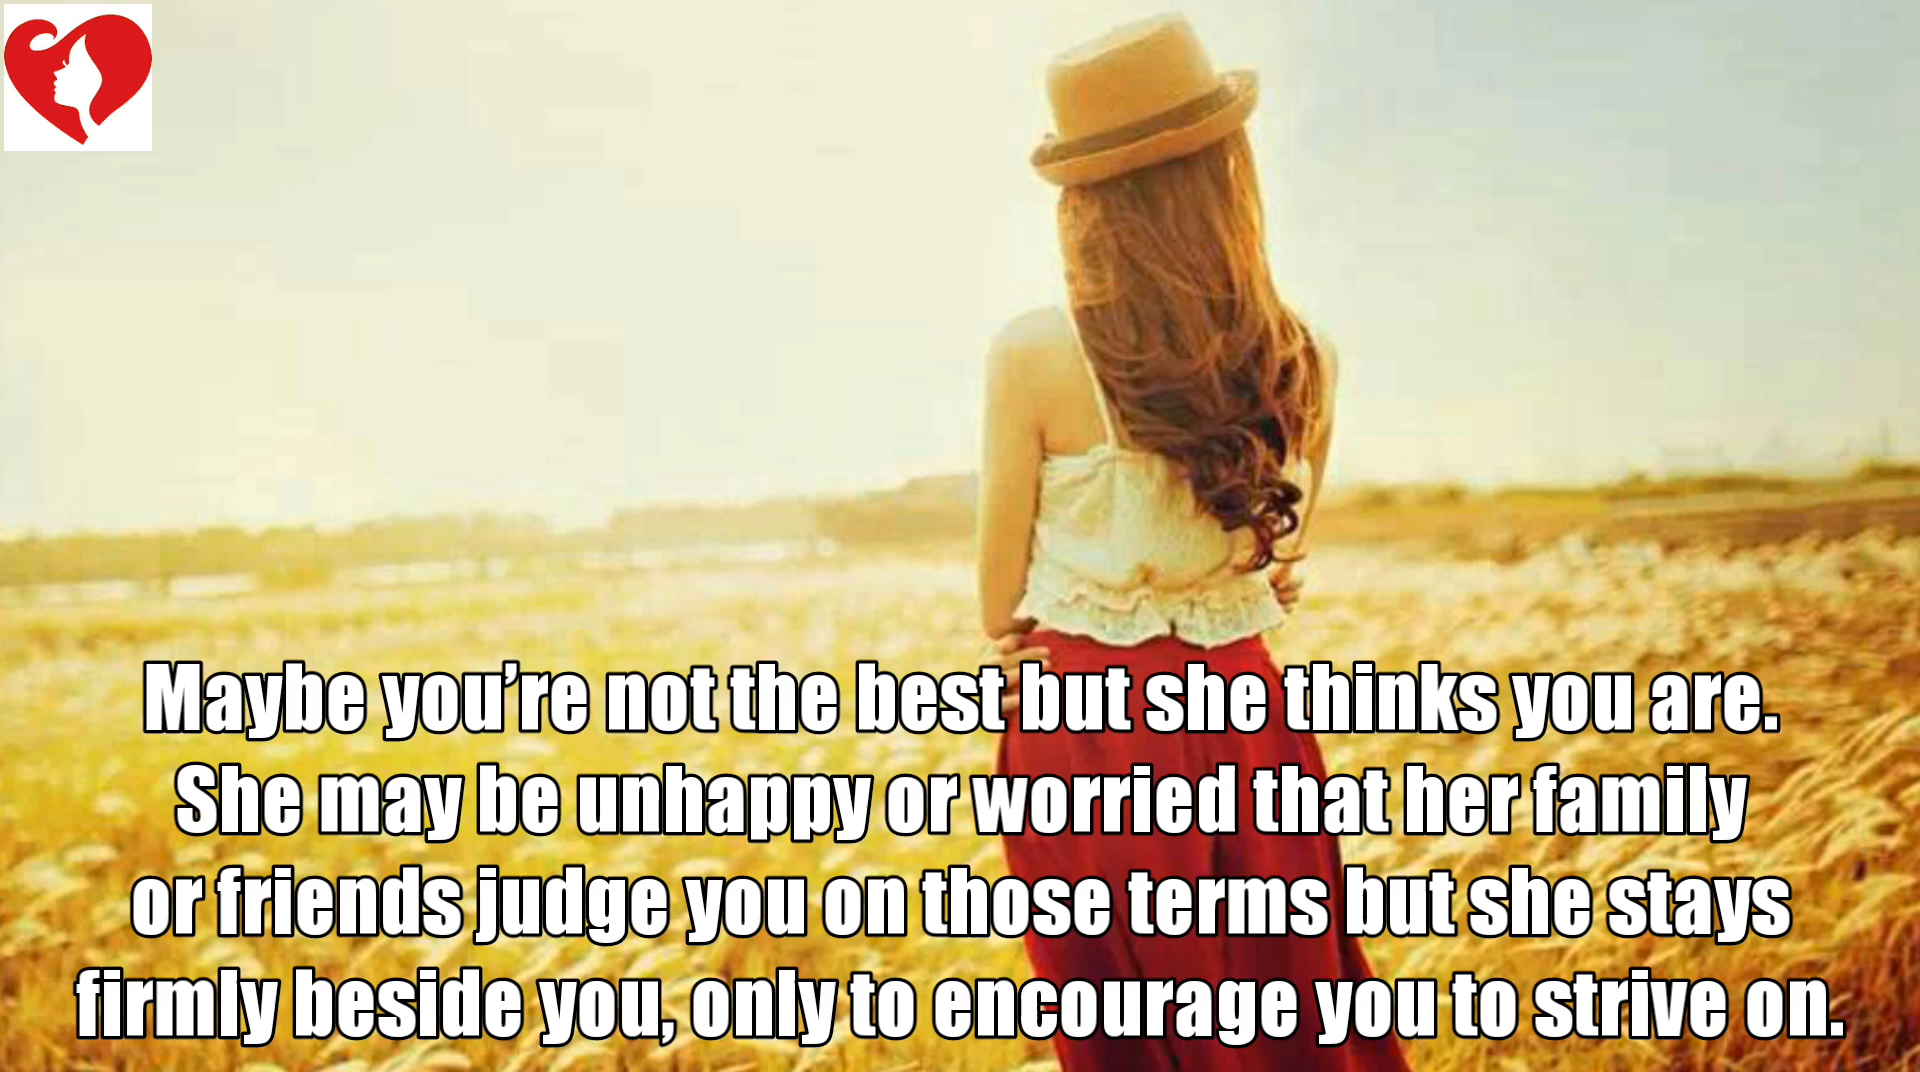 Maybe you’re not the best but she thinks you are.
She may be unhappy or worried that her family
or friends judge you on those terms but she stays
firmly beside you, only to encourage you to strive on.